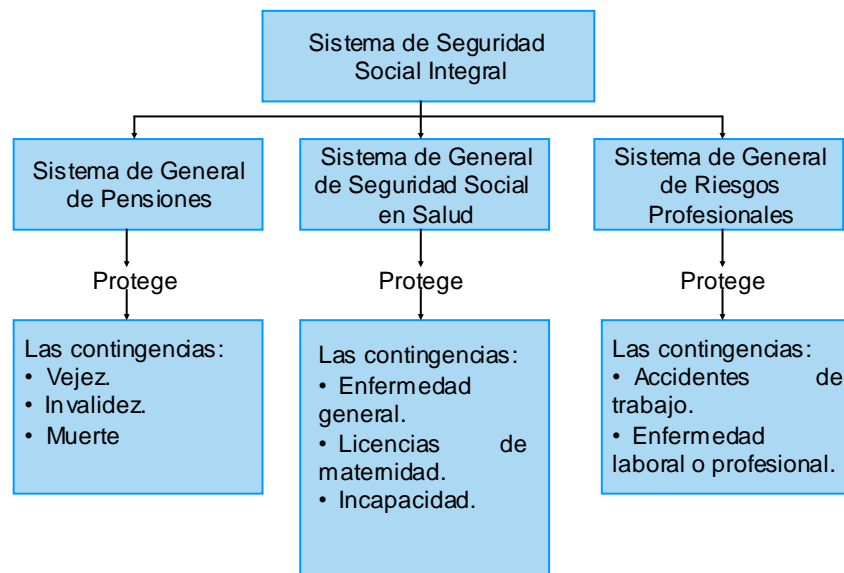 Sistema de Seguridad
Social Integral
Sistema de General
de Pensiones
Sistema de General
de Seguridad Social
en Salud
Sistema de General
de Riesgos
Profesionales
Protege
Protege
Protege
Las contingencias:
• Vejez.
• Invalidez.
• Muerte
Las contingencias:
• Enfermedad
general.
• Licencias de
maternidad.
• Incapacidad.
Las contingencias:
• Accidentes de
trabajo.
• Enfermedad
laboral o profesional.